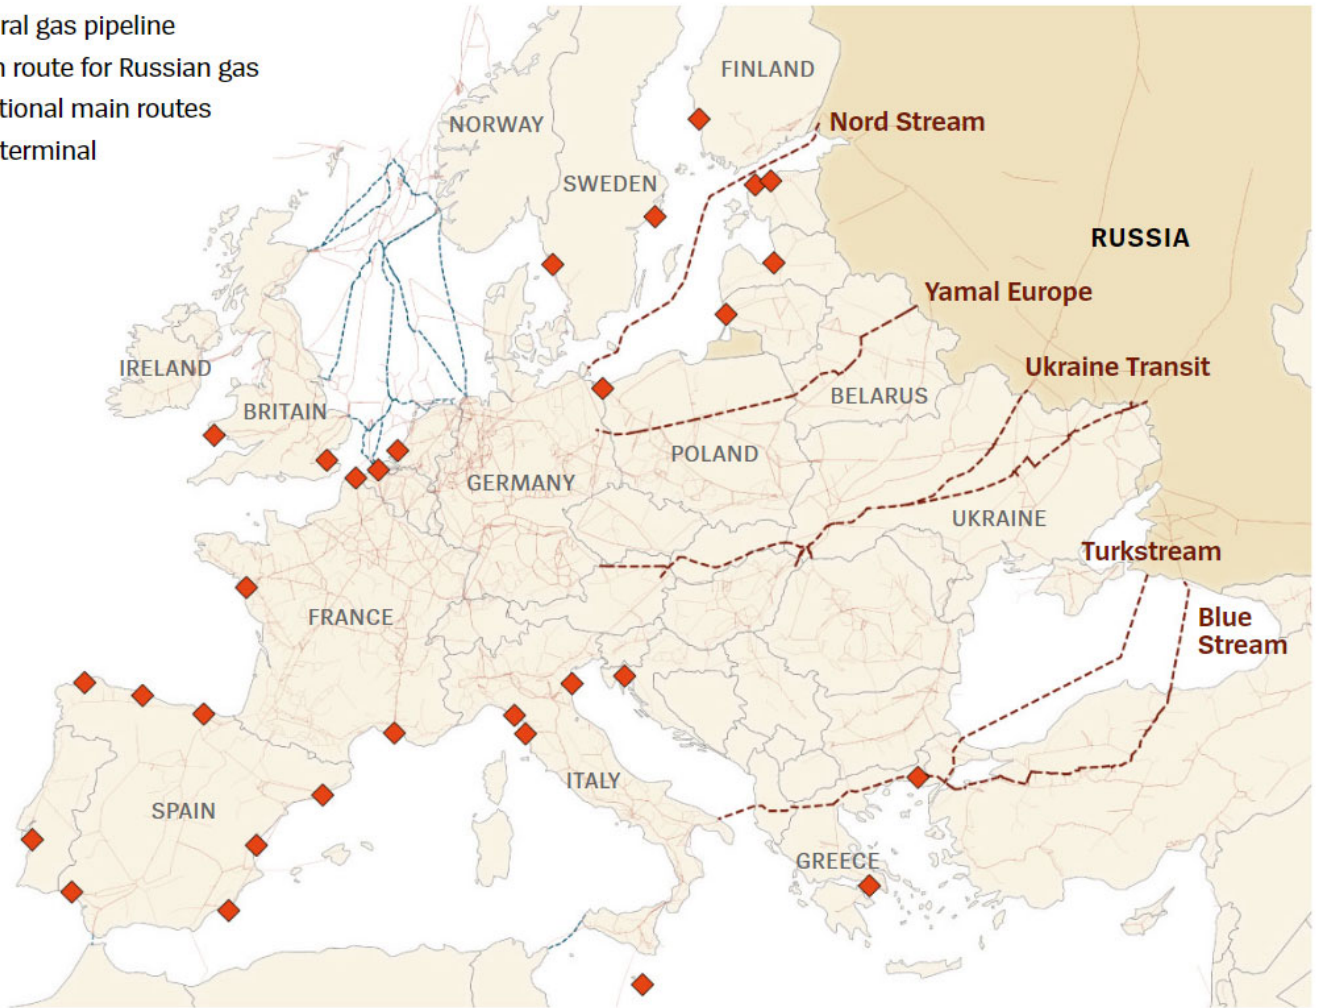 ral gas pipeline
route for Russian gas
tional main routes
terminal
FINLAND
Nord Stream
NORWAY
SWEDEN
RUSSIA
Yamal Europe
IRELAND
Ukraine Transit
BRITAIN
BELARUS
POLAND
GERMANY
UKRAINE
Turkstream
FRANCE
Blue
Stream
ITALY
SPAIN
GREECE